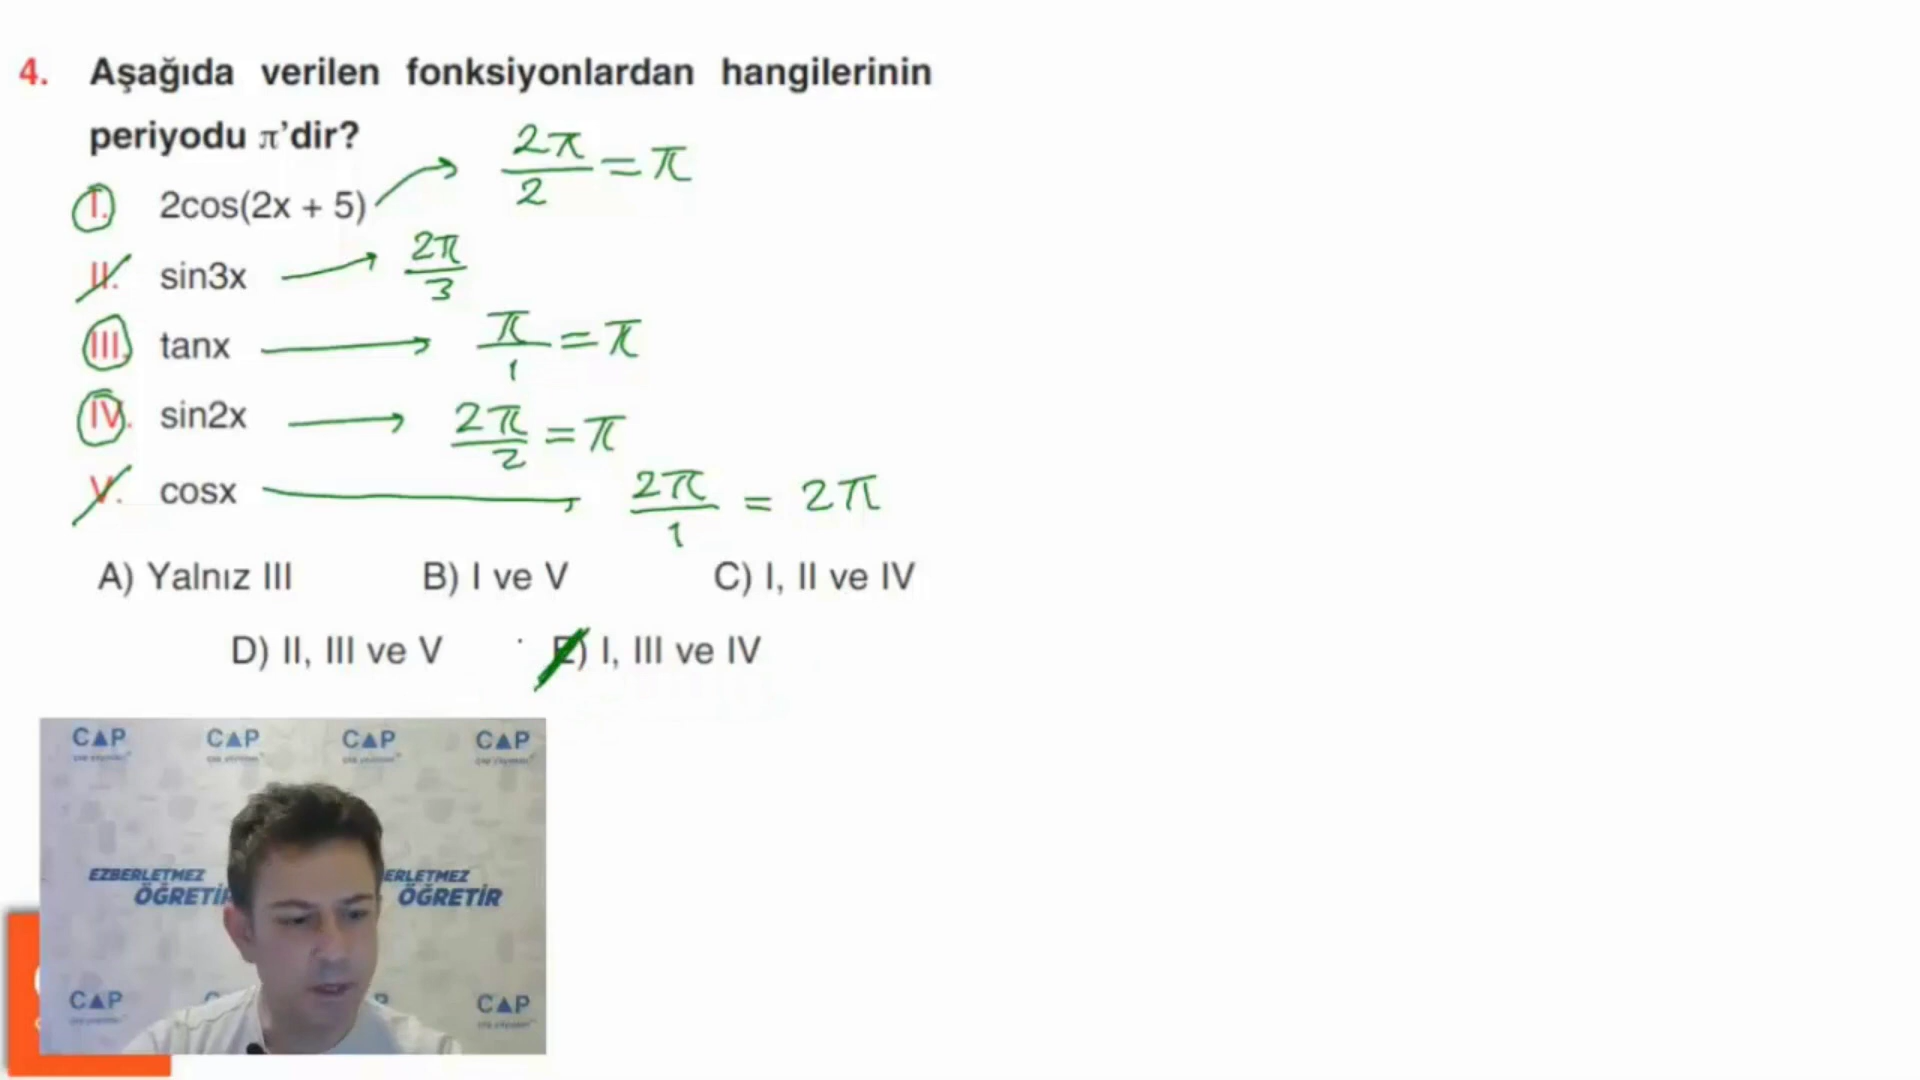 4. Aşağıda verilen fonksiyonlardan hangilerinin
periyodu π'dir?
I. 2cos(2x + 5) → 2π/2 = π
II. sin3x → 2π/3
III. tanx → π/1 = π
IV. sin2x → 2π/2 = π
V. cosx → 2π/1 = 2π
A) Yalnız III B) I ve V C) I, II ve IV
D) II, III ve V E) I, III ve IV
CAP CAP CAP CAP
EZBERLETMEZ ERLETMEZ
ÖĞRETİR ÖĞRETİR
CAP CAP